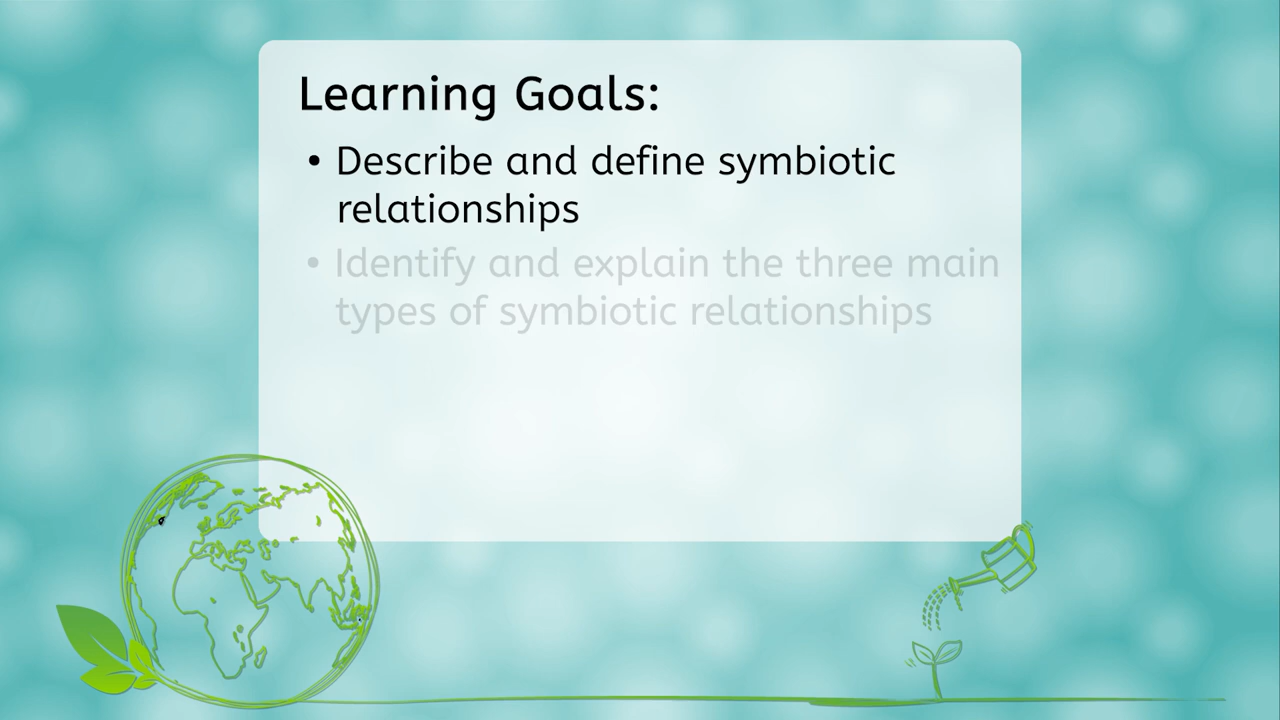 Learning Goals:
• Describe and define symbiotic
relationships
• Identify and explain the three main
types of symbiotic relationships